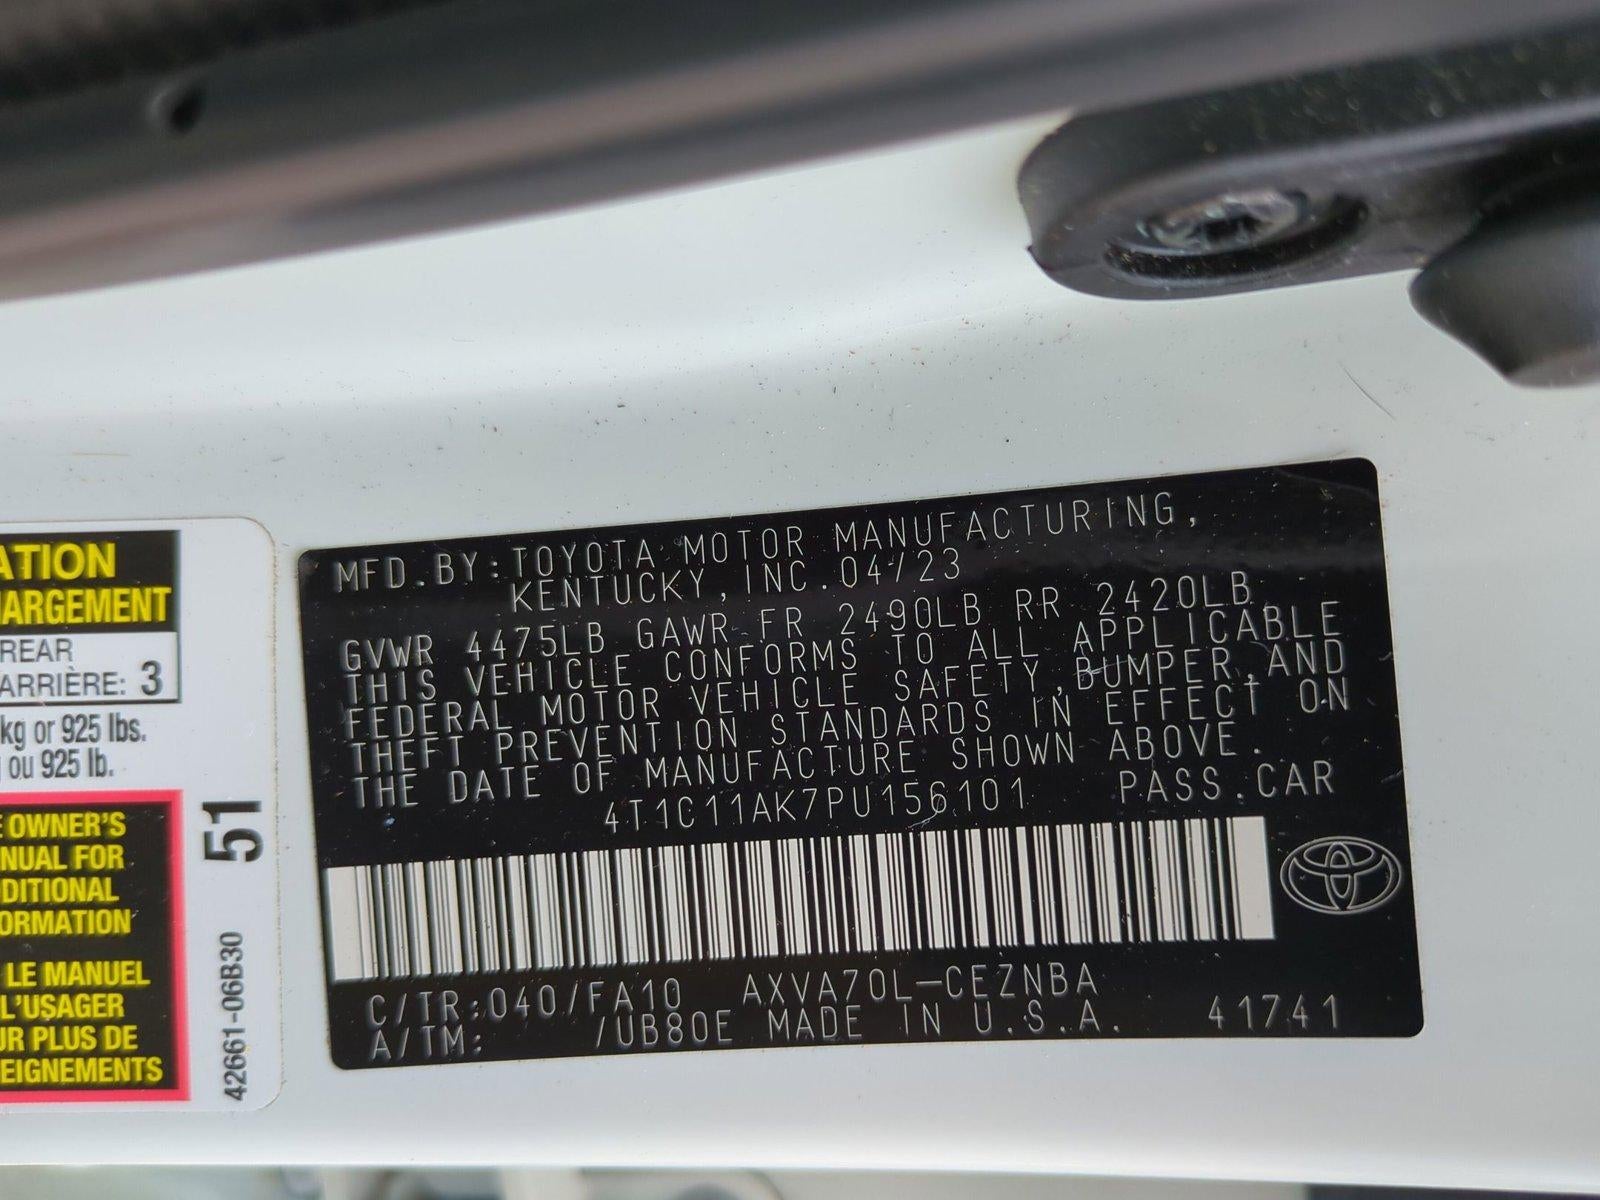 ATION
HARGEMENT
REAR
ARRIÈRE: 3
kg or 925 lbs.
ou 925 lb.
OWNER'S
NUAL FOR
DITIONAL
ORMATION
LE MANUEL
L'USAGER
UR PLUS DE
EIGNEMENTS
51
42661-06B30
MFD.BY:TOYOTA MOTOR MANUFACTURING,
KENTUCKY,INC.04/23
GVWR 4475LB GAWR FR 2490LB RR 2420LB
THIS VEHICLE CONFORMS TO ALL APPLICABLE
FEDERAL MOTOR VEHICLE SAFETY,BUMPER,AND
THEFT PREVENTION STANDARDS IN EFFECT ON
THE DATE OF MANUFACTURE SHOWN ABOVE.
4T1C11AK7PU156101 PASS.CAR
C/TR:040/FA10 AXVA70L-CEZNBA
A/TM: /UB80E MADE IN U.S.A. 41741